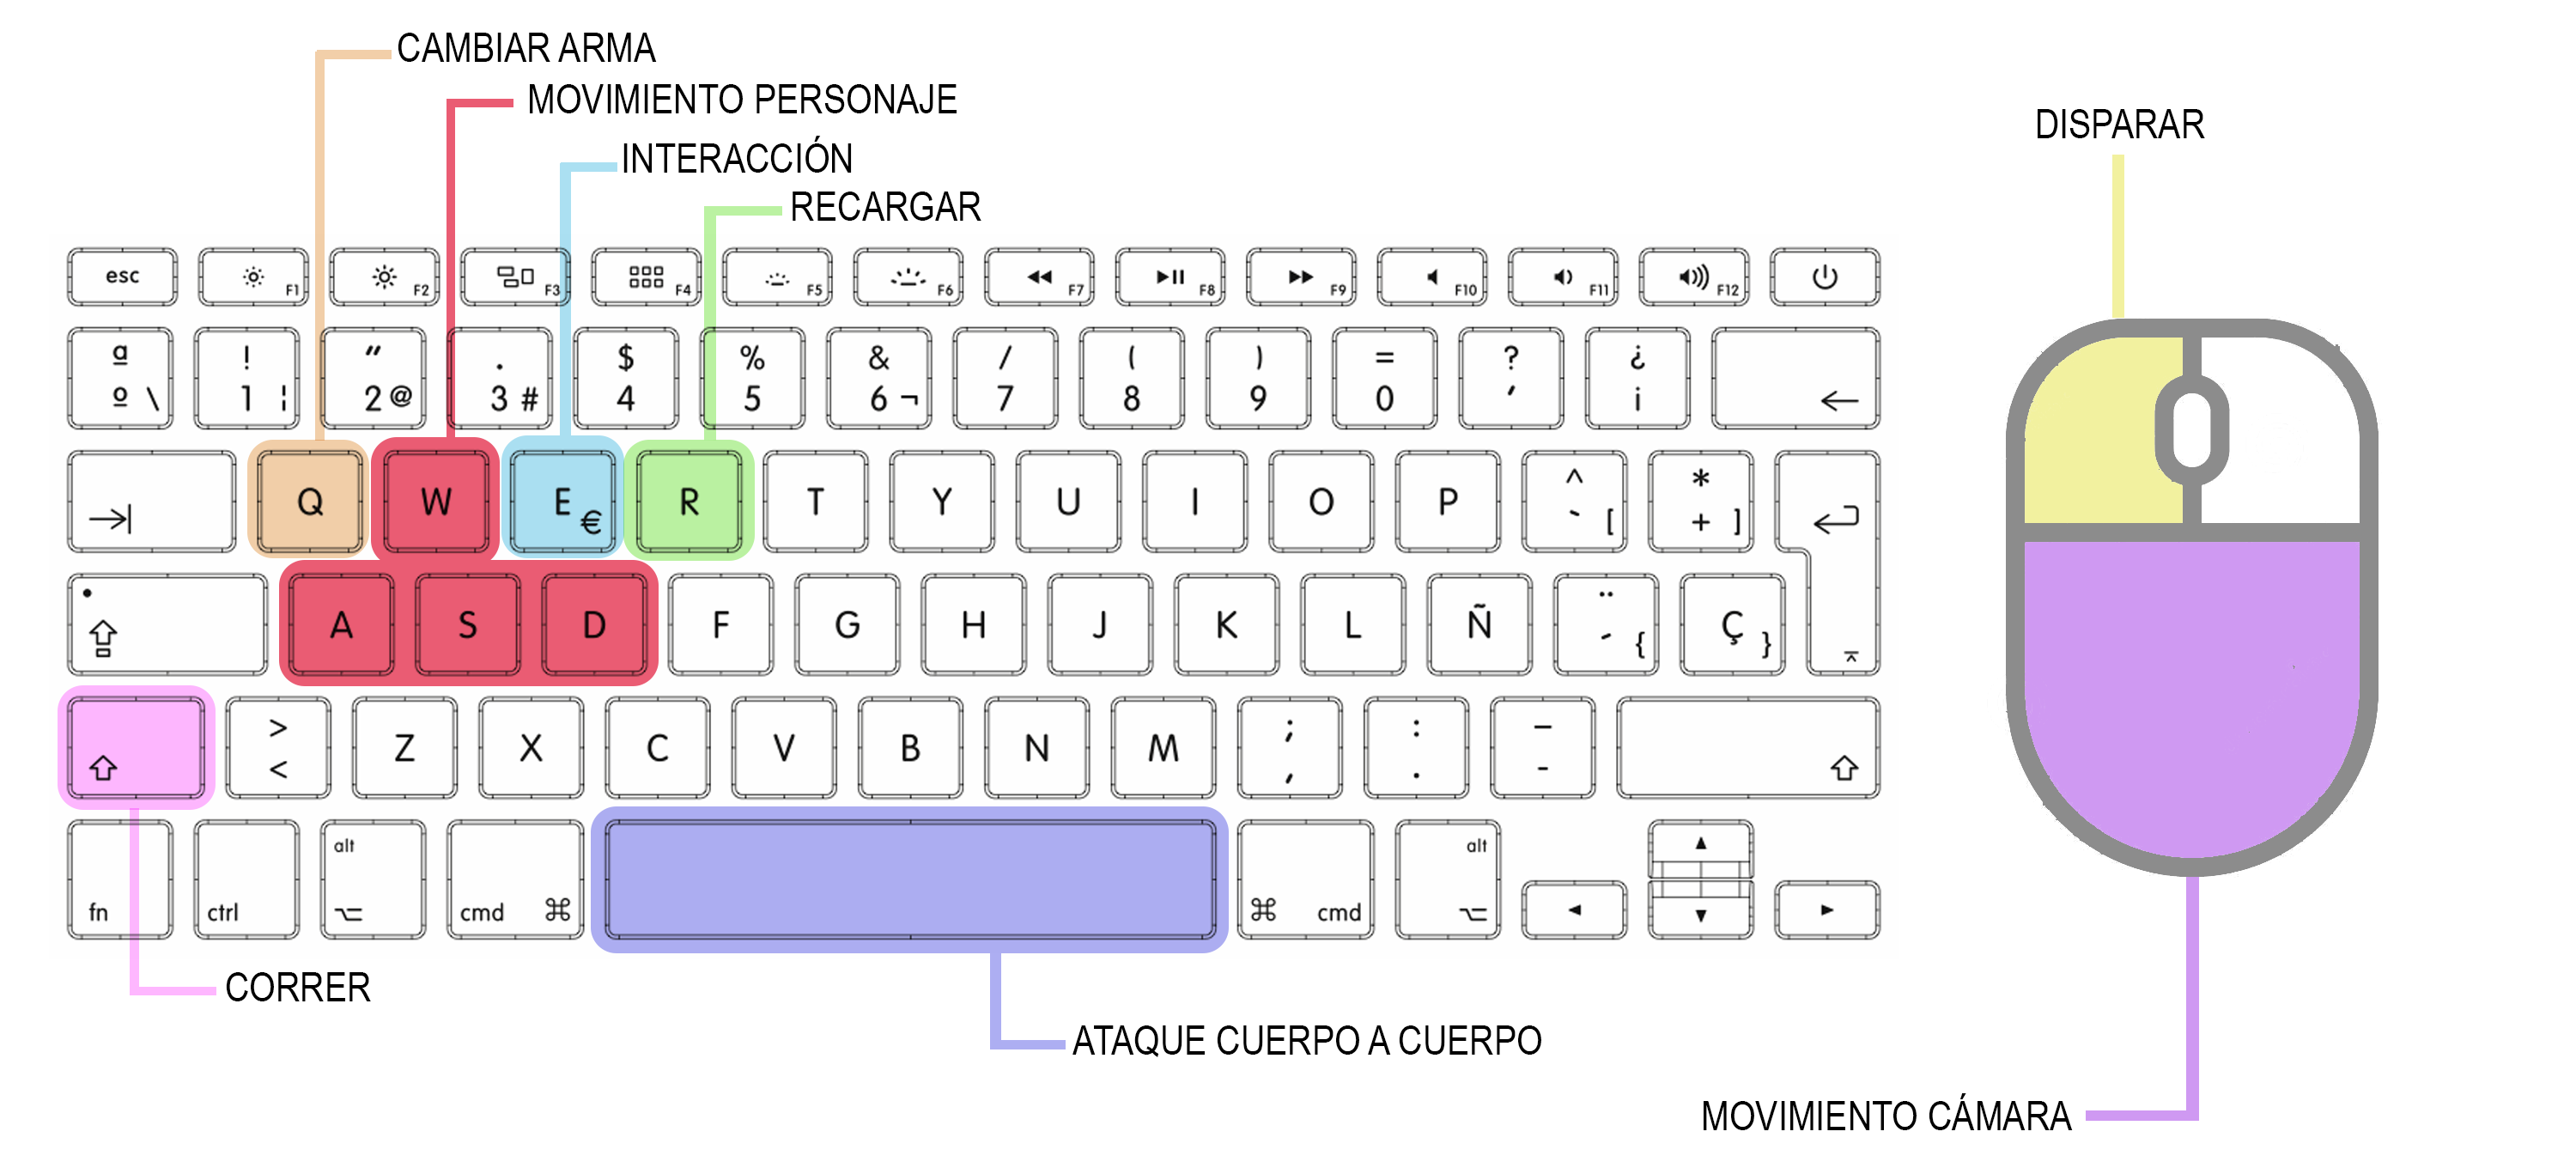 CAMBIAR ARMA
MOVIMIENTO PERSONAJE
DISPARAR
INTERACCIÓN
RECARGAR
esc F1 F2 F3 F4 F5 F6 F7 F8 F9 F10 F11 F12
ª ! " . $ % & / ( ) = ? ¿
º \ 1 ¦ 2 @ 3 # 4 5 6 ¬ 7 8 9 0 ' ¡
Q W E € R T Y U I O P ^ ` [ * + ]
A S D F G H J K L Ñ ¨ ´ { Ç }
> < Z X C V B N M ; , : . – -
alt alt
fn ctrl cmd ⌘ ⌘ cmd
CORRER
ATAQUE CUERPO A CUERPO
MOVIMIENTO CÁMARA